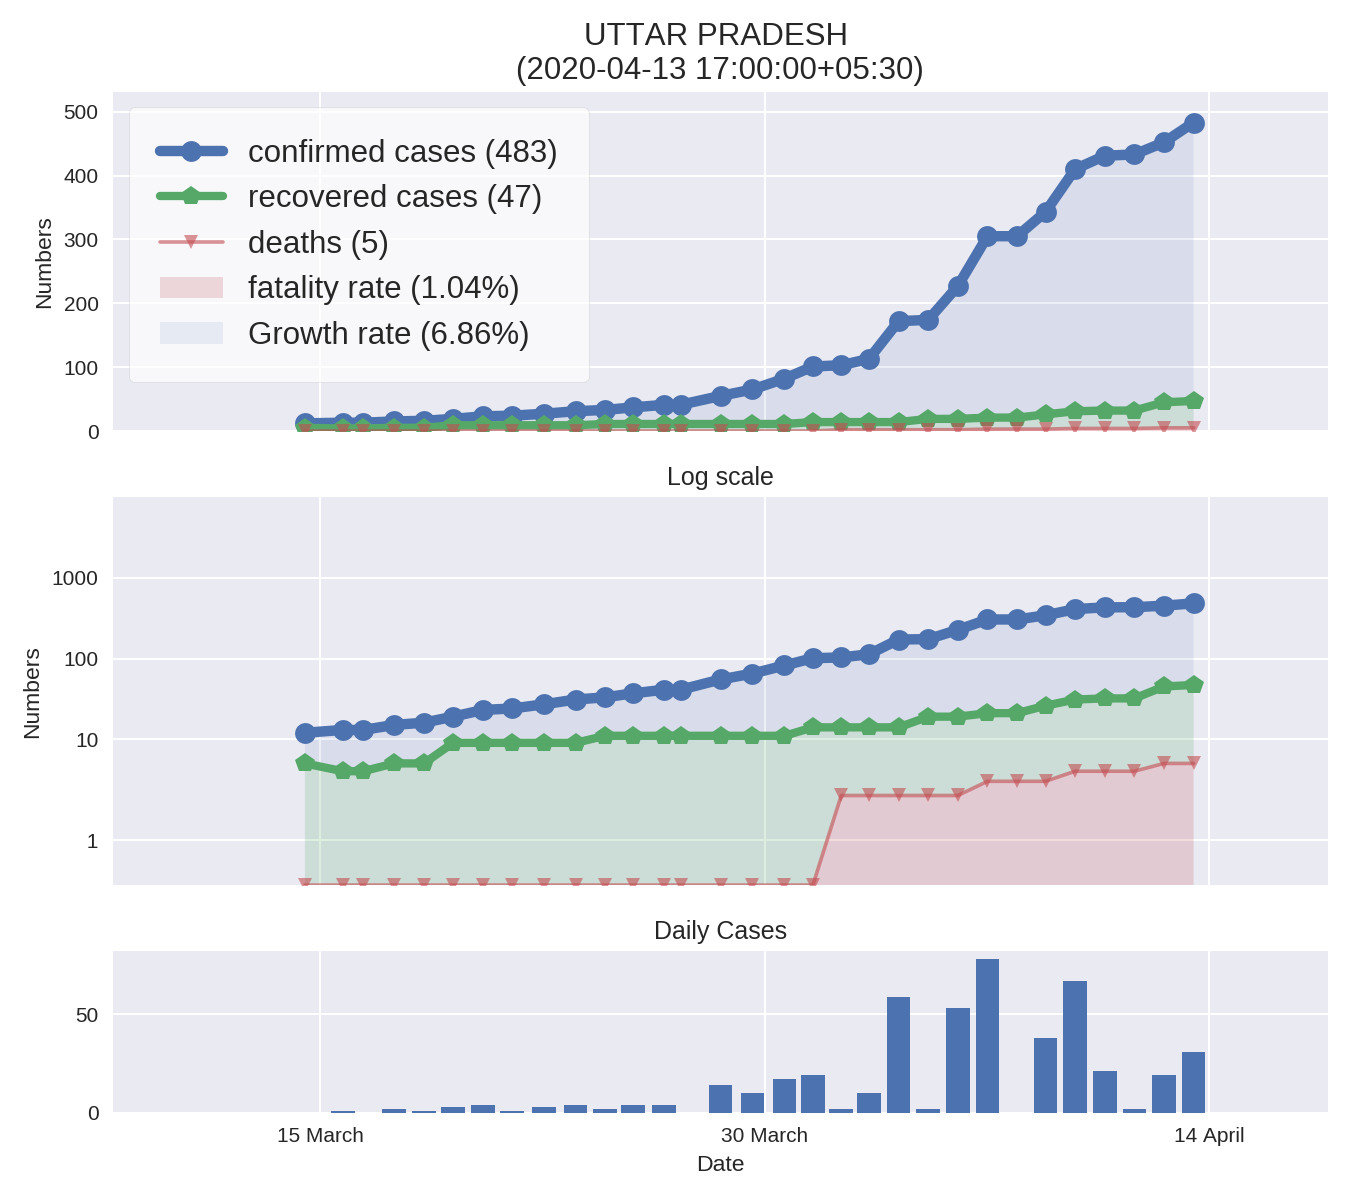 UTTAR PRADESH
(2020-04-13 17:00:00+05:30)
500
400
300
200
100
0
Numbers
confirmed cases (483)
recovered cases (47)
deaths (5)
fatality rate (1.04%)
Growth rate (6.86%)
Log scale
1000
100
10
1
Numbers
Daily Cases
50
0
15 March
30 March
14 April
Date